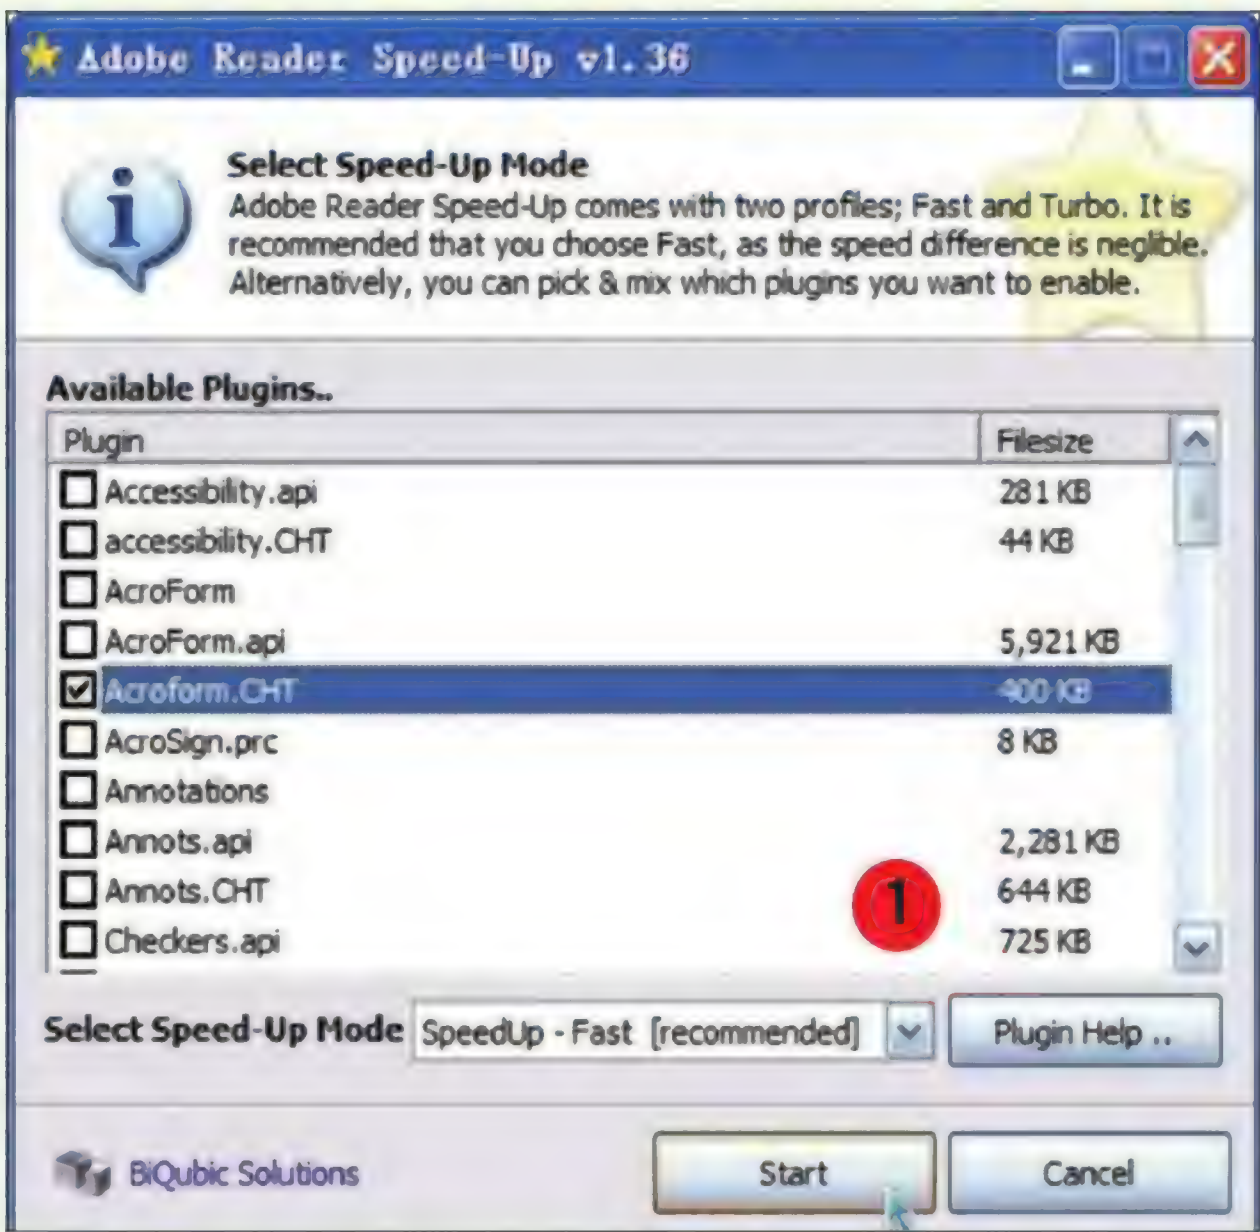 Adobe Reader Speed-Up v1.36
Select Speed-Up Mode
Adobe Reader Speed-Up comes with two profiles; Fast and Turbo. It is
recommended that you choose Fast, as the speed difference is neglible.
Alternatively, you can pick & mix which plugins you want to enable.
Available Plugins..
Plugin Filesize
Accessibility.api 281 KB
accessibility.CHT 44 KB
AcroForm
AcroForm.api 5,921 KB
Acroform.CHT 400 KB
AcroSign.prc 8 KB
Annotations
Annots.api 2,281 KB
Annots.CHT 644 KB
1
Checkers.api 725 KB
Select Speed-Up Mode SpeedUp - Fast [recommended] Plugin Help ..
BiQubic Solutions Start Cancel